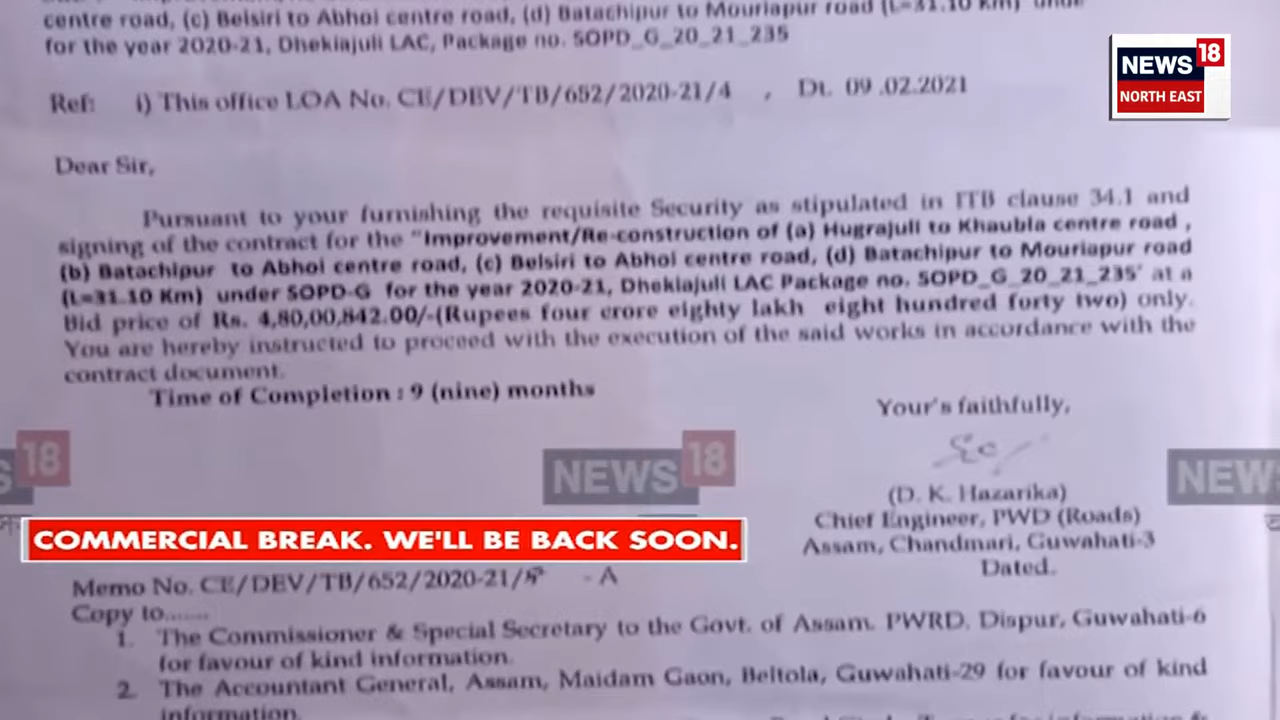 centre road, (c) Belsiri to Abhoi centre road, (d) Batachipur to Mouriapur road (L=31.10 Km) unde
for the year 2020-21, Dhekiajuli LAC, Package no. SOPD_G_20_21_235
NEWS 18
NORTH EAST
Ref: i) This office LOA No. CE/DEV/TB/652/2020-21/4 , Dt. 09 .02.2021
Dear Sir,
Pursuant to your furnishing the requisite Security as stipulated in ITB clause 34.1 and
signing of the contract for the "Improvement/Re-construction of (a) Hugrajuli to Khaubla centre road ,
(b) Batachipur to Abhoi centre road, (c) Belsiri to Abhoi centre road, (d) Batachipur to Mouriapur road
(L=31.10 Km) under SOPD-G for the year 2020-21, Dhekiajuli LAC Package no. SOPD_G_20_21_235' at a
Bid price of Rs. 4,80,00,842.00/-(Rupees four crore eighty lakh eight hundred forty two) only.
You are hereby instructed to proceed with the execution of the said works in accordance with the
contract document.
Time of Completion : 9 (nine) months
Your's faithfully,
S 18
NEWS 18
NEW
(D. K. Hazarika)
Chief Engineer, PWD (Roads)
Assam, Chandmari, Guwahati-3
Dated.
COMMERCIAL BREAK. WE'LL BE BACK SOON.
Memo No. CE/DEV/TB/652/2020-21/ - A
Copy to.......
1. The Commissioner & Special Secretary to the Govt. of Assam. PWRD, Dispur, Guwahati-6
for favour of kind information.
2. The Accountant General, Assam, Maidam Gaon, Beltola, Guwahati-29 for favour of kind
information.